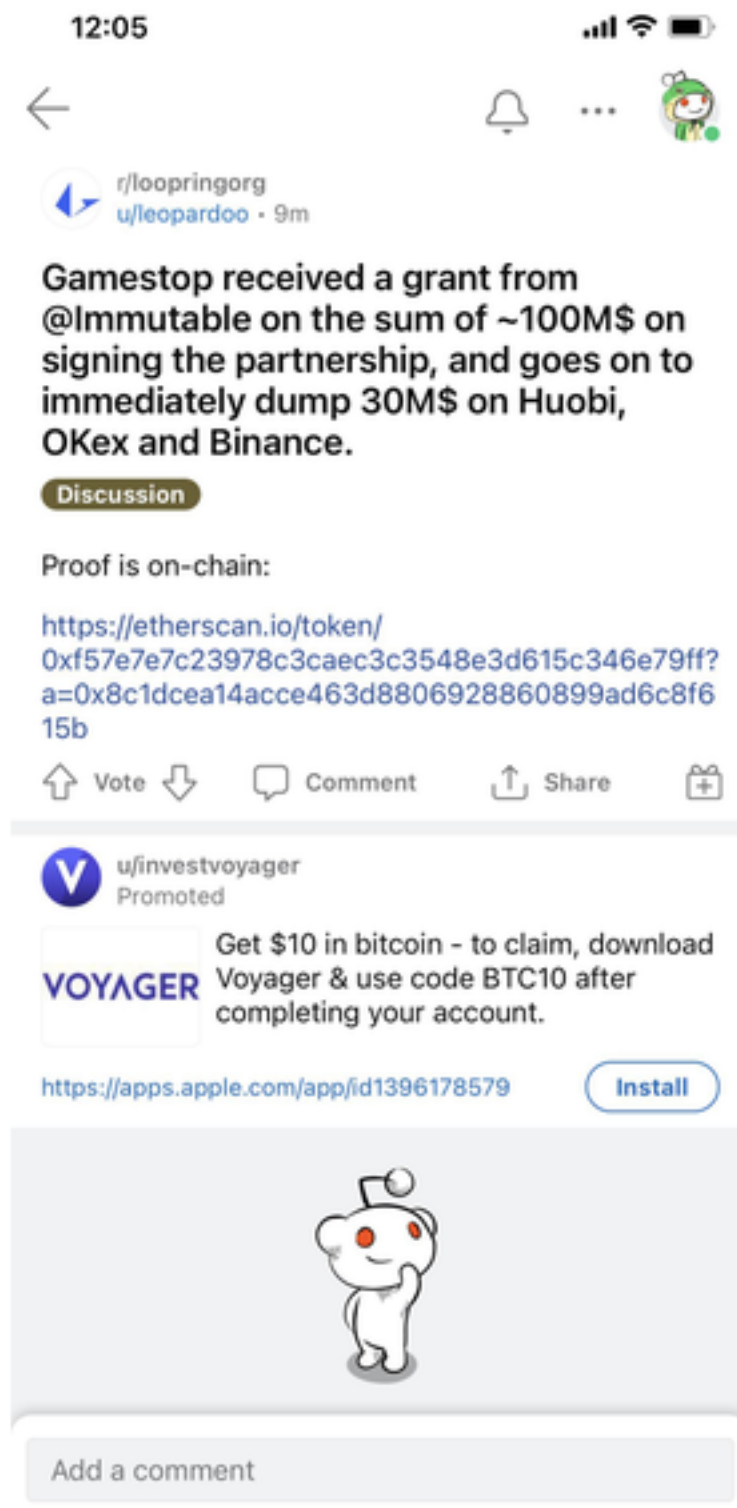 12:05
r/loopringorg
u/leopardoo • 9m
Gamestop received a grant from
@Immutable on the sum of ~100M$ on
signing the partnership, and goes on to
immediately dump 30M$ on Huobi,
OKex and Binance.
Discussion
Proof is on-chain:
https://etherscan.io/token/
0xf57e7e7c23978c3caec3c3548e3d615c346e79ff?
a=0x8c1dcea14acce463d8806928860899ad6c8f6
15b
Vote Comment Share
V
u/investvoyager
Promoted
Get $10 in bitcoin - to claim, download
VOYAGER Voyager & use code BTC10 after
completing your account.
https://apps.apple.com/app/id1396178579 Install
Add a comment